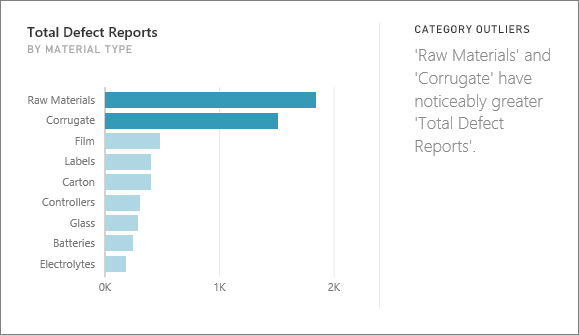 Total Defect Reports
BY MATERIAL TYPE
Raw Materials
Corrugate
Film
Labels
Carton
Controllers
Glass
Batteries
Electrolytes
0K 1K 2K
CATEGORY OUTLIERS
'Raw Materials' and
'Corrugate' have
noticeably greater
'Total Defect
Reports'.